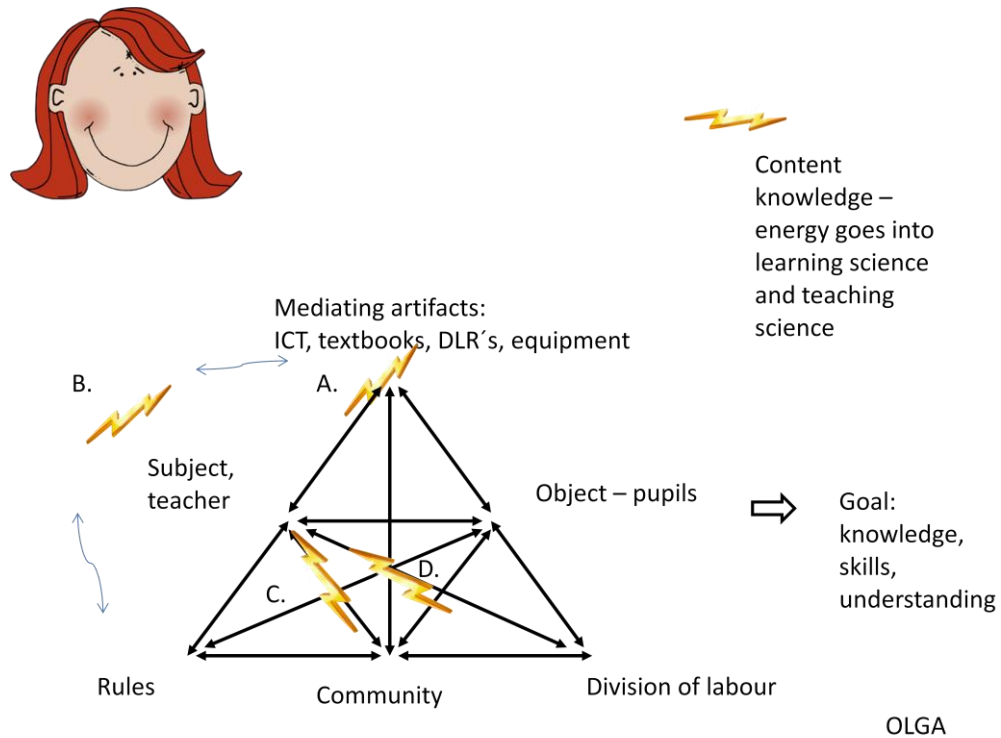 Content
knowledge –
energy goes into
learning science
and teaching
science
Mediating artifacts:
ICT, textbooks, DLR´s, equipment
B.
A.
Subject,
teacher
Object – pupils
Goal:
knowledge,
skills,
understanding
D.
C.
Rules
Community
Division of labour
OLGA